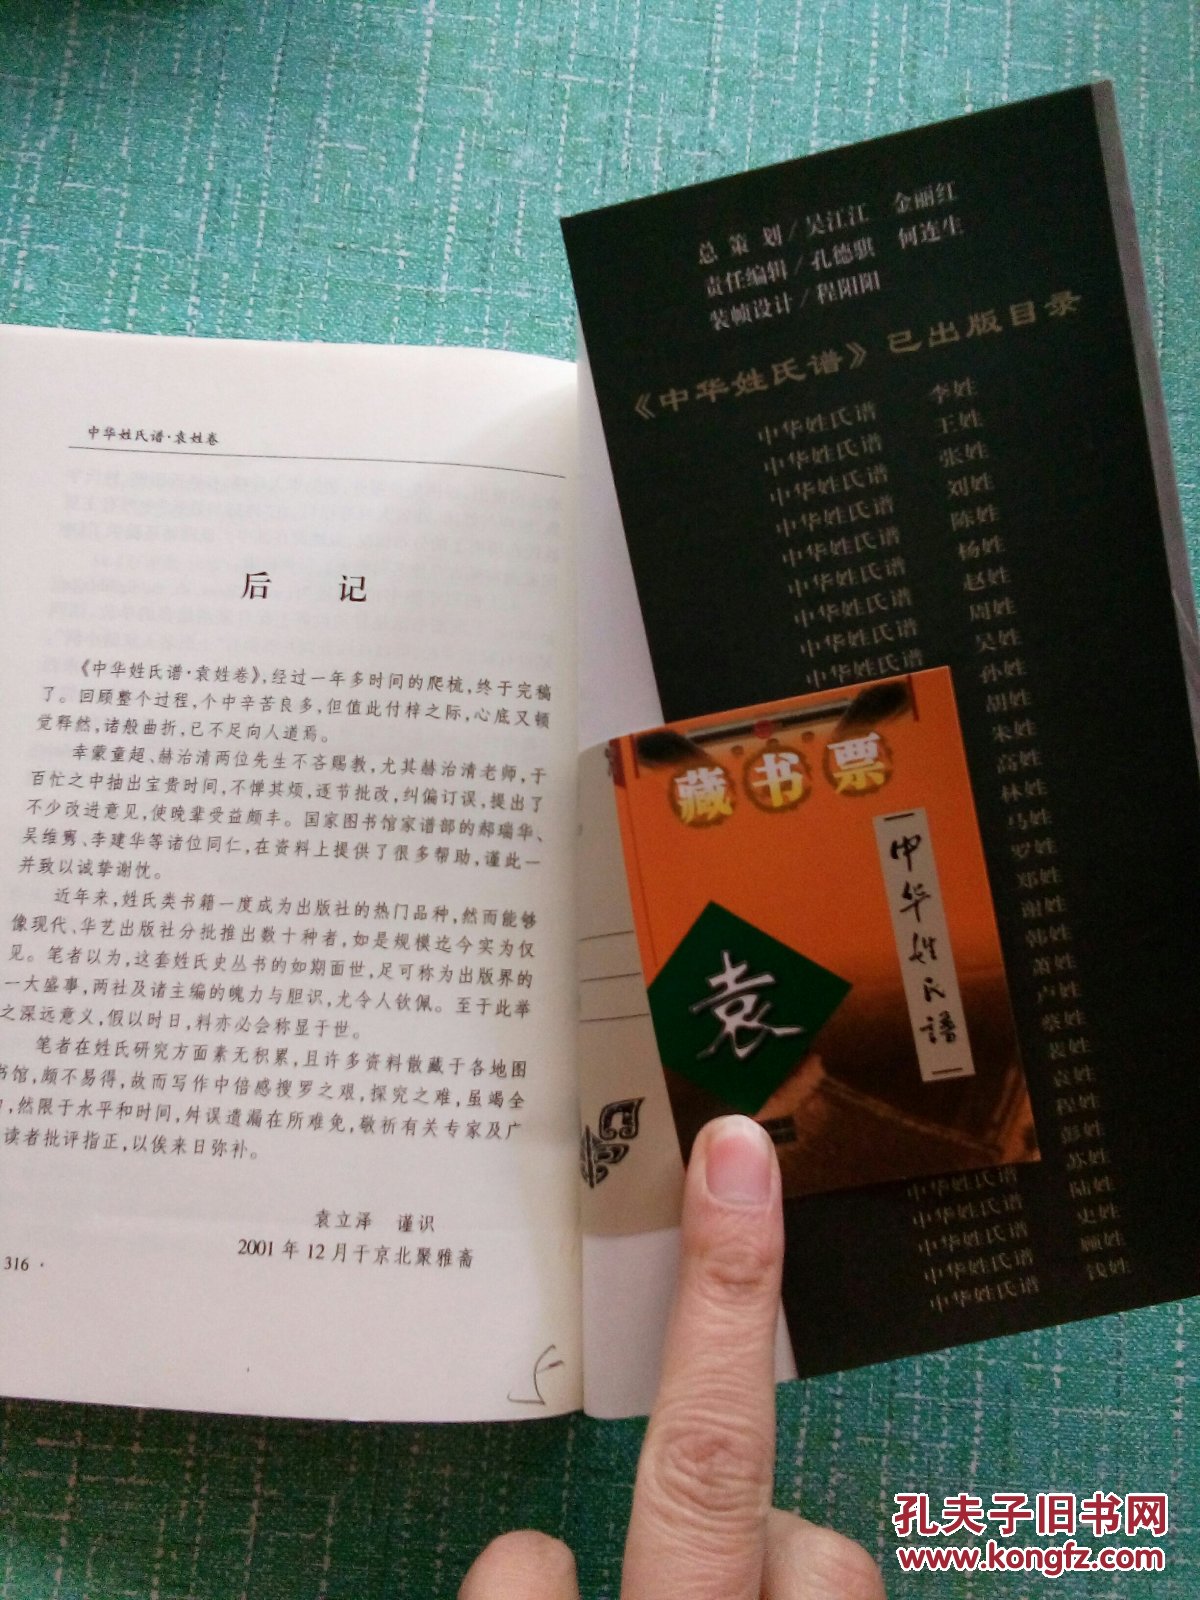 中华姓氏谱·袁姓卷
后 记
《中华姓氏谱·袁姓卷》,经过一年多时间的爬梳,终于完稿
了。回顾整个过程,个中辛苦良多,但值此付梓之际,心底又顿
觉释然,诸般曲折,已不足向人道焉。
幸蒙童超、赫治清两位先生不吝赐教,尤其赫治清老师,于
百忙之中抽出宝贵时间,不惮其烦,逐节批改,纠偏订误,提出了
不少改进意见,使晚辈受益颇丰。国家图书馆家谱部的郝瑞华、
吴维隽、李建华等诸位同仁,在资料上提供了很多帮助,谨此一
并致以诚挚谢忱。
近年来,姓氏类书籍一度成为出版社的热门品种,然而能够
像现代、华艺出版社分批推出数十种者,如是规模迄今实为仅
见。笔者以为,这套姓氏史丛书的如期面世,足可称为出版界的
一大盛事,两社及诸主编的魄力与胆识,尤令人钦佩。至于此举
之深远意义,假以时日,料亦必会称显于世。
笔者在姓氏研究方面素无积累,且许多资料散藏于各地图
书馆,颇不易得,故而写作中倍感搜罗之艰,探究之难,虽竭全
,然限于水平和时间,舛误遗漏在所难免,敬祈有关专家及广
读者批评指正,以俟来日弥补。
袁立泽 谨识
2001年12月于京北聚雅斋
316 ·
总 策 划/吴江江 金丽红
责任编辑/孔德骐 何连生
装帧设计/程阳阳
《中华姓氏谱》已出版目录
中华姓氏谱 李姓
中华姓氏谱 王姓
中华姓氏谱 张姓
中华姓氏谱 刘姓
中华姓氏谱 陈姓
中华姓氏谱 杨姓
中华姓氏谱 赵姓
中华姓氏谱 周姓
中华姓氏谱 吴姓
孙姓
胡姓
朱姓
高姓
林姓
马姓
罗姓
郑姓
谢姓
韩姓
萧姓
卢姓
蔡姓
裴姓
袁姓
程姓
彭姓
中华姓氏谱 苏姓
中华姓氏谱 陆姓
中华姓氏谱 史姓
中华姓氏谱 顾姓
中华姓氏谱 钱姓
藏书票
中华姓氏谱
袁
孔夫子旧书网
www.kongfz.com